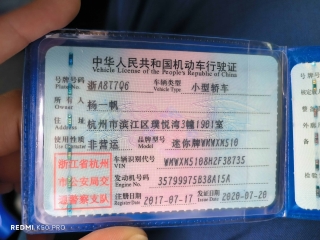 中华人民共和国机动车行驶证
Vehicle License of the People's Republic of China
号牌号码 浙A8T7Q6 车辆类型 小型轿车
Plate No. Vehicle Type
所有人 杨一帆
Owner
住址 杭州市滨江区璞悦湾3幢1901室
Address
使用性质 非营运 品牌型号 迷你牌WMWXM510
Use Character Model
浙江省杭州市公安局交通警察支队
车辆识别代号 WMWXM5108H2F38735
VIN
发动机号码 35799975B38A15A
Engine No.
注册日期 2017-07-17 发证日期 2020-07-28
Register Date Issue Date
REDMI K50 PRO